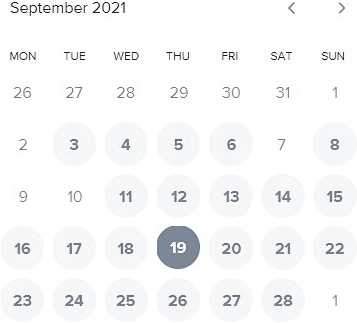 September 2021
MON TUE WED THU FRI SAT SUN
26 27 28 29 30 31 1
2 3 4 5 6 7 8
9 10 11 12 13 14 15
16 17 18 19 20 21 22
23 24 25 26 27 28 1